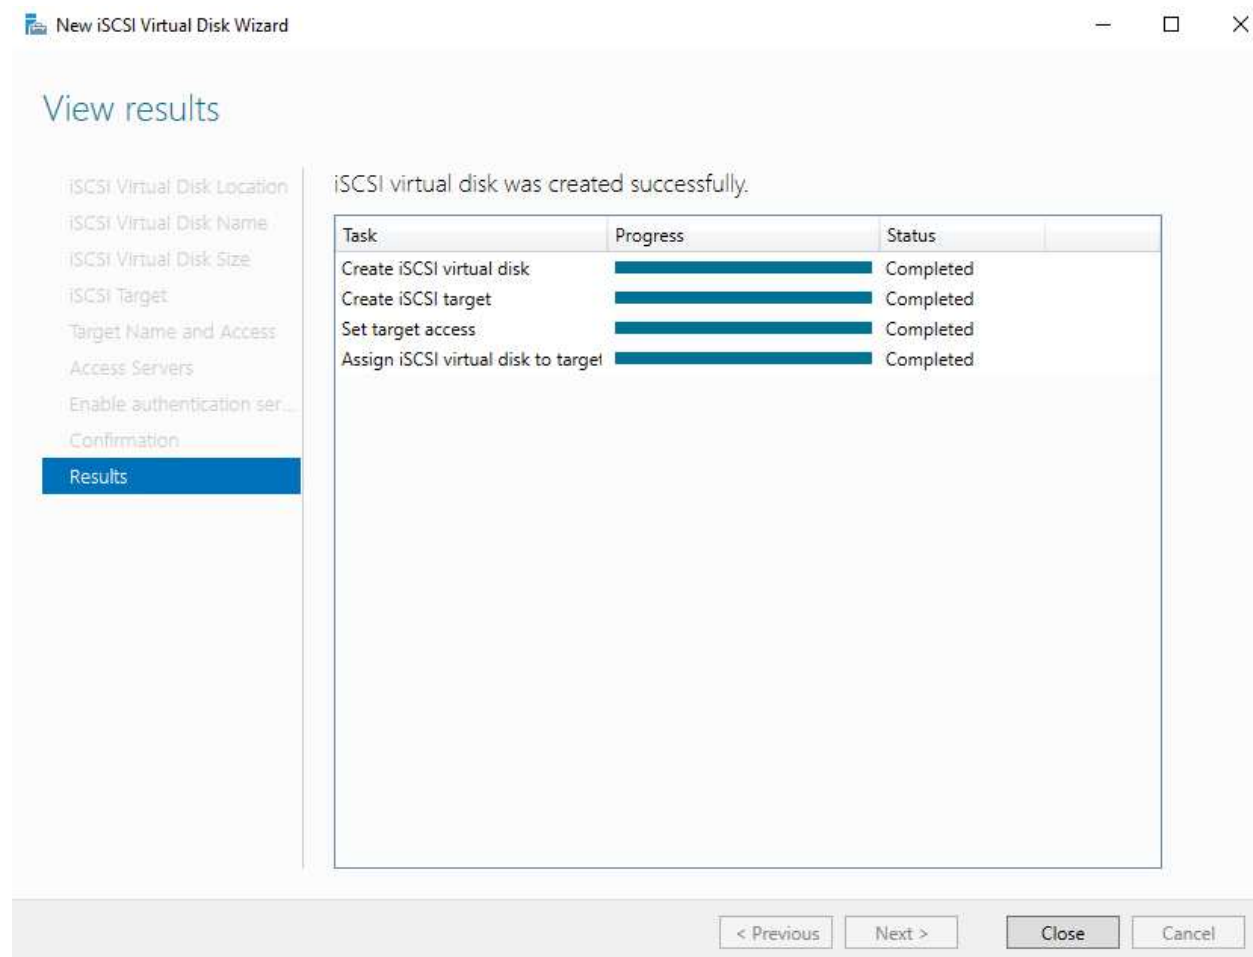 New iSCSI Virtual Disk Wizard
View results
iSCSI Virtual Disk Location
iSCSI Virtual Disk Name
iSCSI Virtual Disk Size
iSCSI Target
Target Name and Access
Access Servers
Enable authentication ser...
Confirmation
Results
iSCSI virtual disk was created successfully.
Task Progress Status
Create iSCSI virtual disk Completed
Create iSCSI target Completed
Set target access Completed
Assign iSCSI virtual disk to target Completed
< Previous Next > Close Cancel